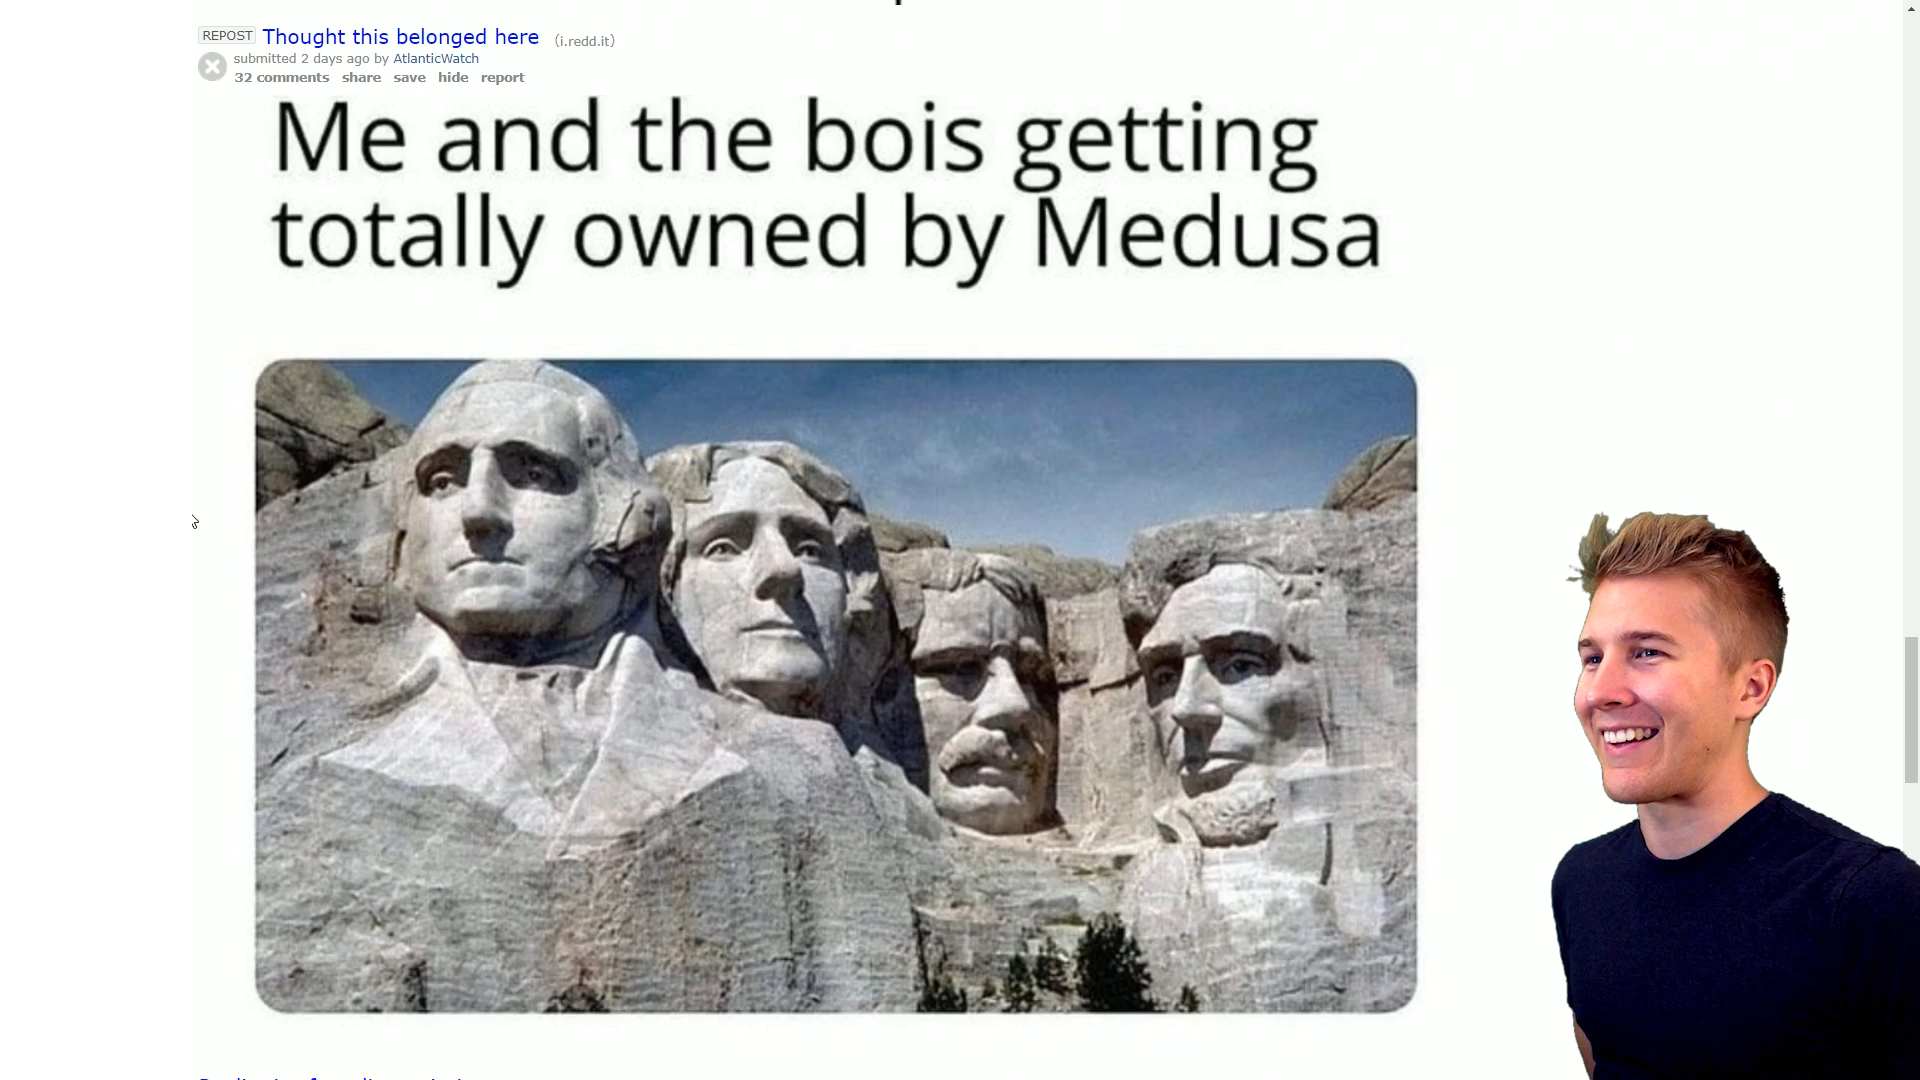 REPOST Thought this belonged here (i.redd.it)
submitted 2 days ago by AtlanticWatch
32 comments share save hide report
Me and the bois getting
totally owned by Medusa